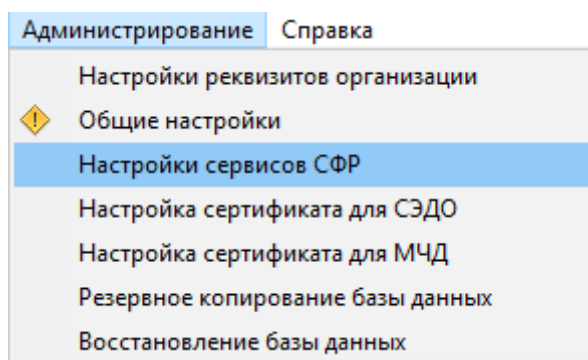 Администрирование Справка
Настройки реквизитов организации
Общие настройки
Настройки сервисов СФР
Настройка сертификата для СЭДО
Настройка сертификата для МЧД
Резервное копирование базы данных
Восстановление базы данных